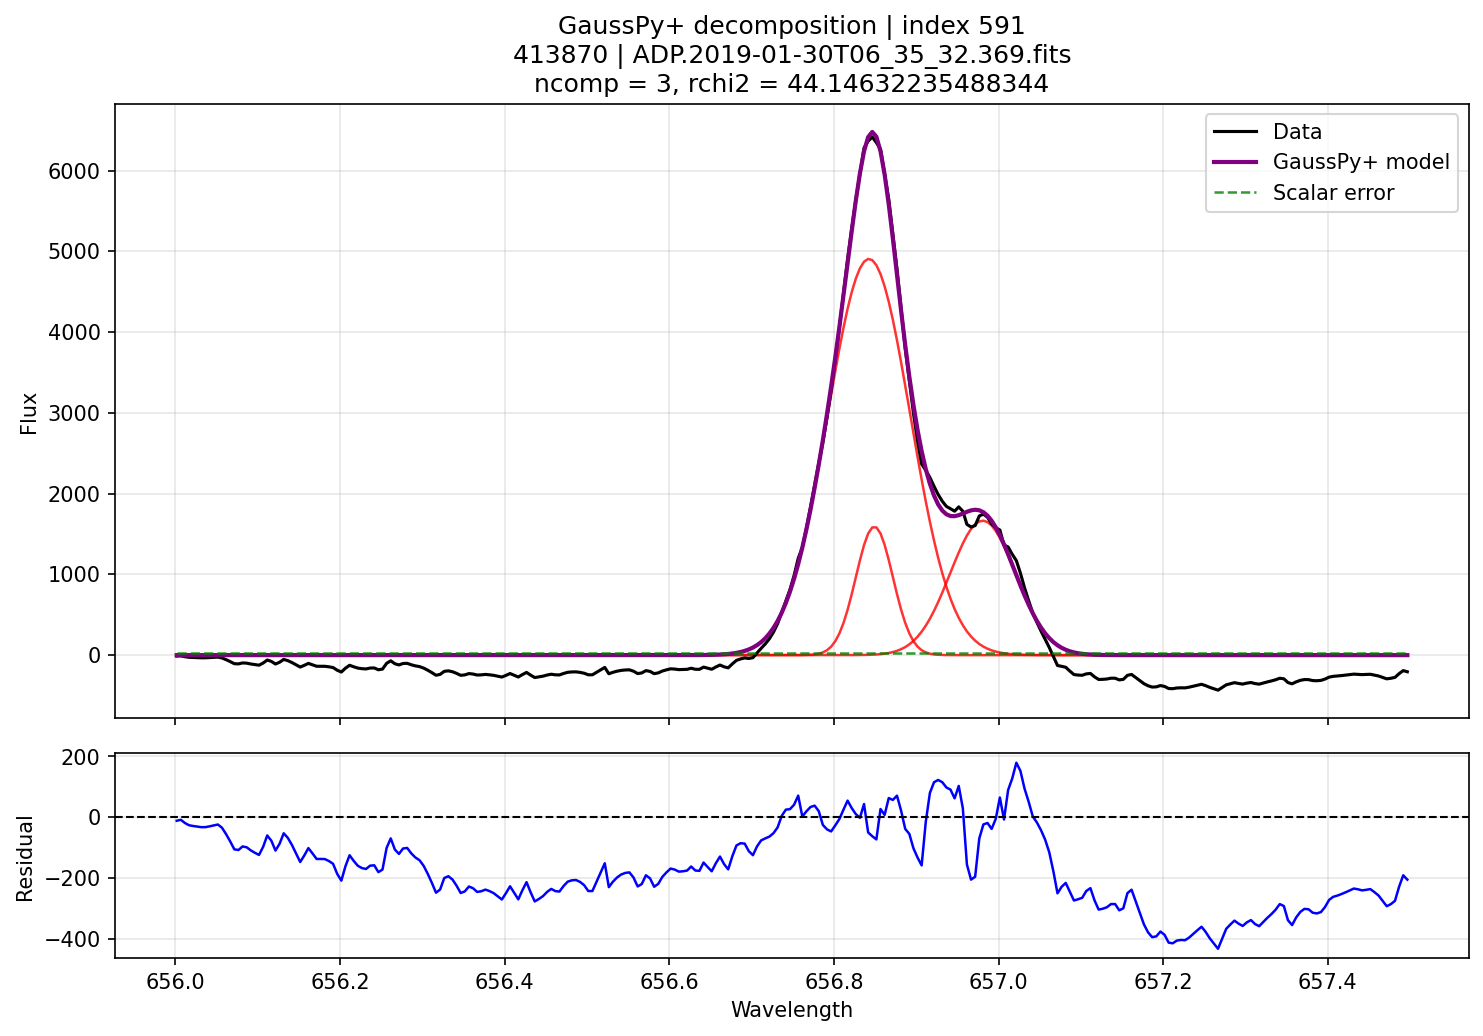 GaussPy+ decomposition | index 591
413870 | ADP.2019-01-30T06_35_32.369.fits
ncomp = 3, rchi2 = 44.14632235488344
Data
GaussPy+ model
Scalar error
Flux
6000
5000
4000
3000
2000
1000
0
Residual
200
0
−200
−400
656.0 656.2 656.4 656.6 656.8 657.0 657.2 657.4
Wavelength